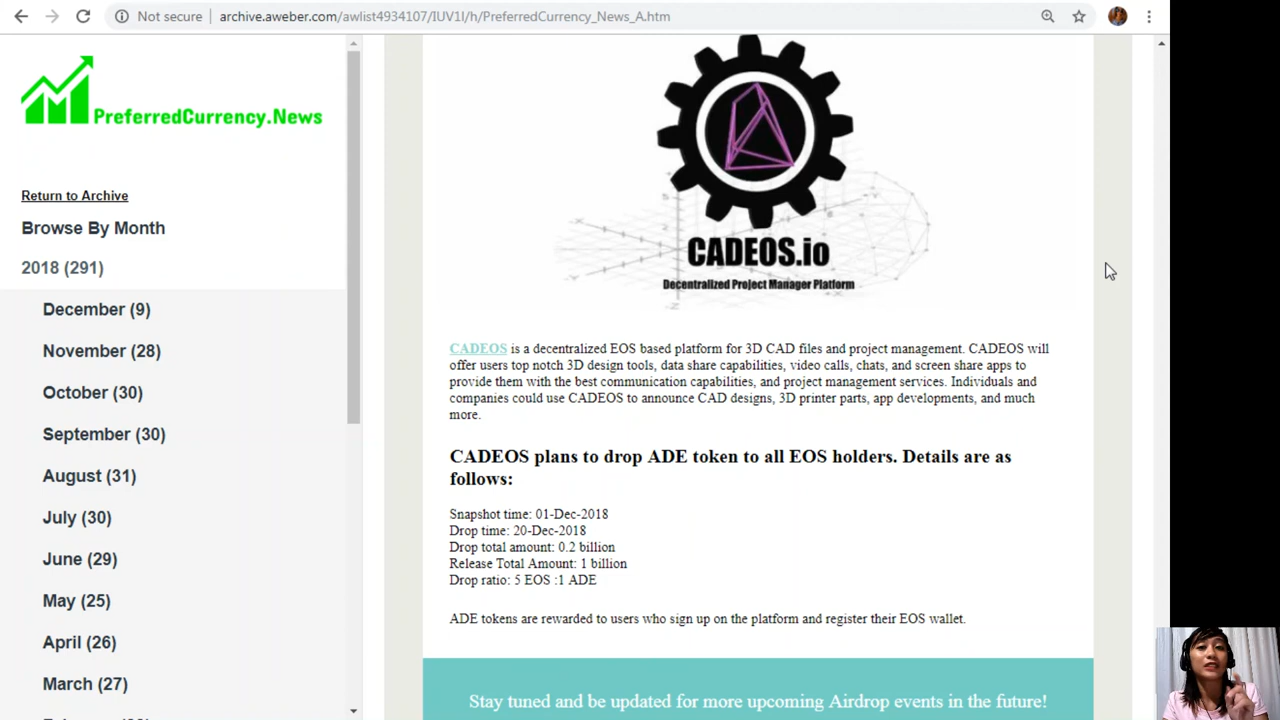 Not secure
archive.aweber.com/awlist4934107/IUV1I/h/PreferredCurrency_News_A.htm
PreferredCurrency.News
Return to Archive
Browse By Month
2018 (291)
December (9)
November (28)
October (30)
September (30)
August (31)
July (30)
June (29)
May (25)
April (26)
March (27)
CADEOS.io
Decentralized Project Manager Platform
CADEOS is a decentralized EOS based platform for 3D CAD files and project management. CADEOS will
offer users top notch 3D design tools, data share capabilities, video calls, chats, and screen share apps to
provide them with the best communication capabilities, and project management services. Individuals and
companies could use CADEOS to announce CAD designs, 3D printer parts, app developments, and much
more.
CADEOS plans to drop ADE token to all EOS holders. Details are as
follows:
Snapshot time: 01-Dec-2018
Drop time: 20-Dec-2018
Drop total amount: 0.2 billion
Release Total Amount: 1 billion
Drop ratio: 5 EOS :1 ADE
ADE tokens are rewarded to users who sign up on the platform and register their EOS wallet.
Stay tuned and be updated for more upcoming Airdrop events in the future!